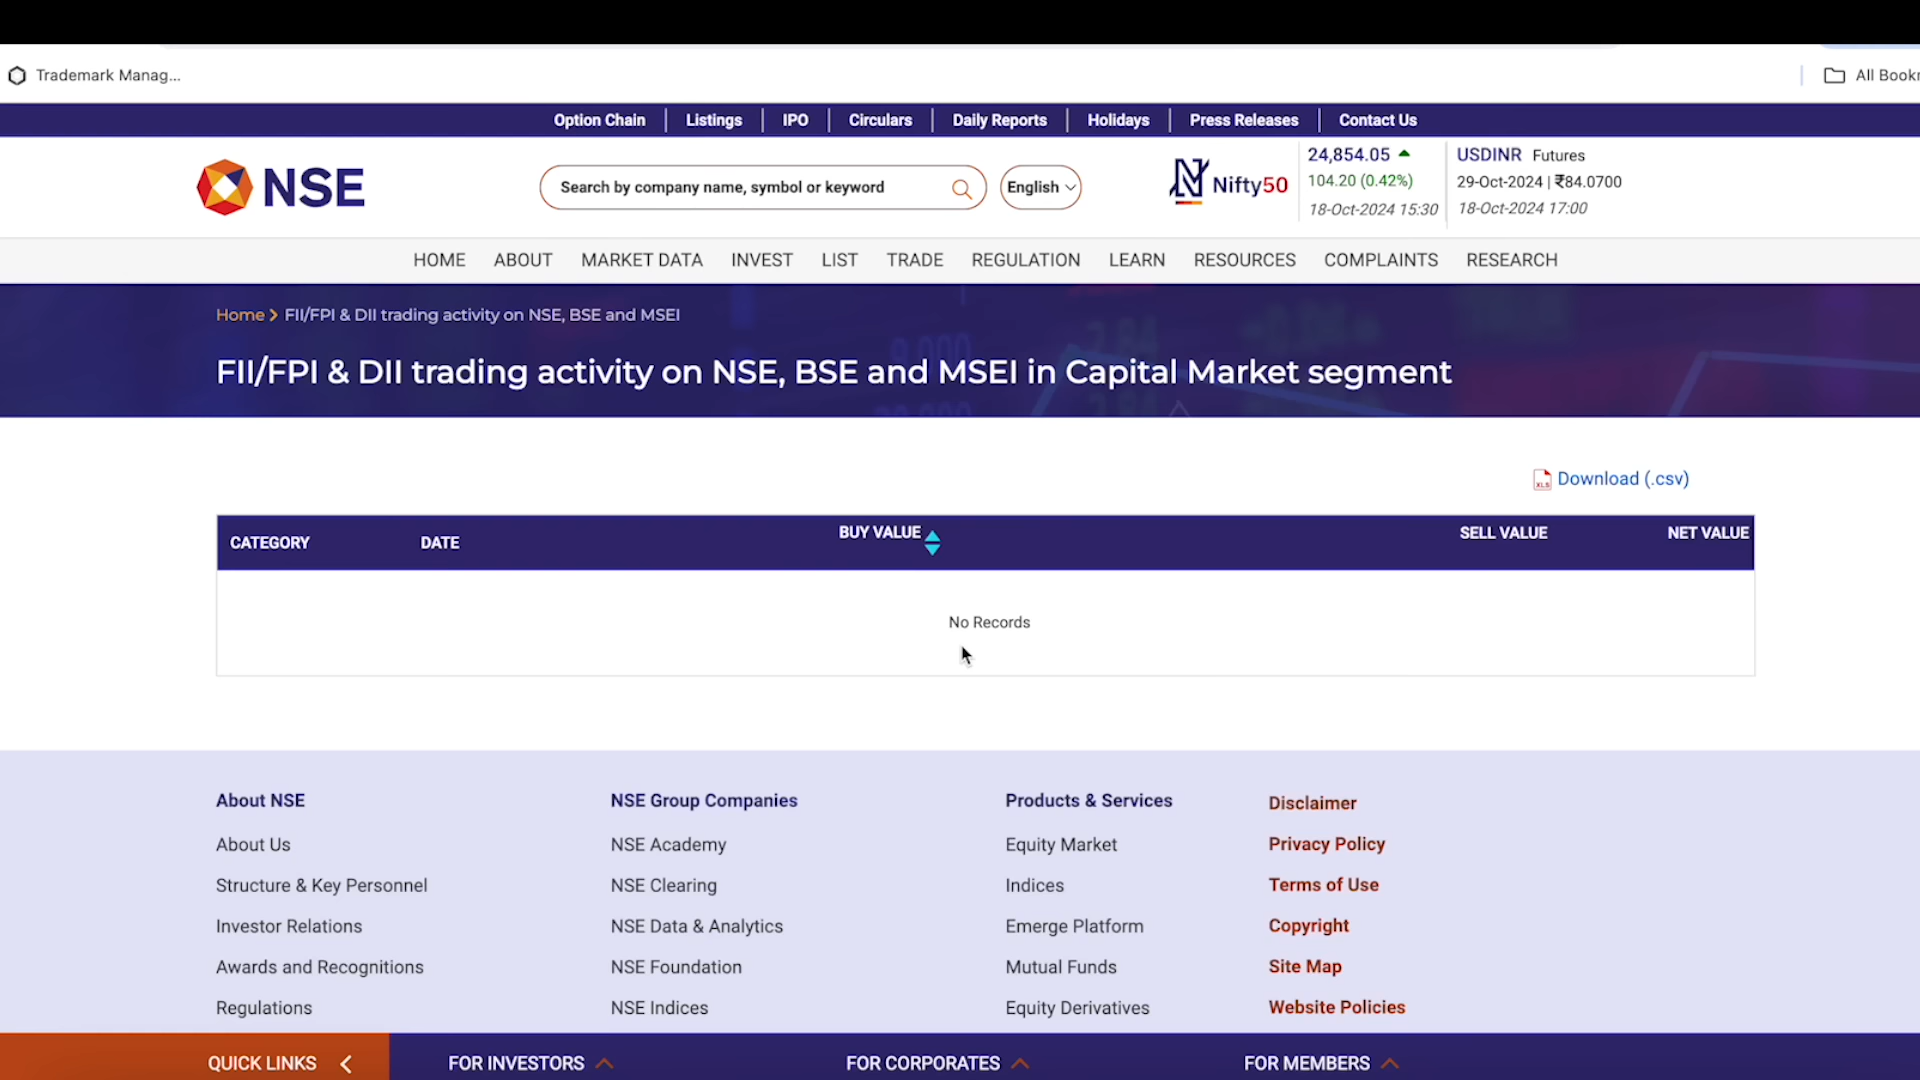 Trademark Manag...
All Bookr
Option Chain Listings IPO Circulars Daily Reports Holidays Press Releases Contact Us
NSE
Search by company name, symbol or keyword
English
Nifty50
24,854.05
104.20 (0.42%)
18-Oct-2024 15:30
USDINR Futures
29-Oct-2024 | ₹84.0700
18-Oct-2024 17:00
HOME ABOUT MARKET DATA INVEST LIST TRADE REGULATION LEARN RESOURCES COMPLAINTS RESEARCH
Home > FII/FPI & DII trading activity on NSE, BSE and MSEI
FII/FPI & DII trading activity on NSE, BSE and MSEI in Capital Market segment
XLS Download (.csv)
CATEGORY DATE BUY VALUE SELL VALUE NET VALUE
No Records
About NSE NSE Group Companies Products & Services Disclaimer
About Us NSE Academy Equity Market Privacy Policy
Structure & Key Personnel NSE Clearing Indices Terms of Use
Investor Relations NSE Data & Analytics Emerge Platform Copyright
Awards and Recognitions NSE Foundation Mutual Funds Site Map
Regulations NSE Indices Equity Derivatives Website Policies
QUICK LINKS FOR INVESTORS FOR CORPORATES FOR MEMBERS